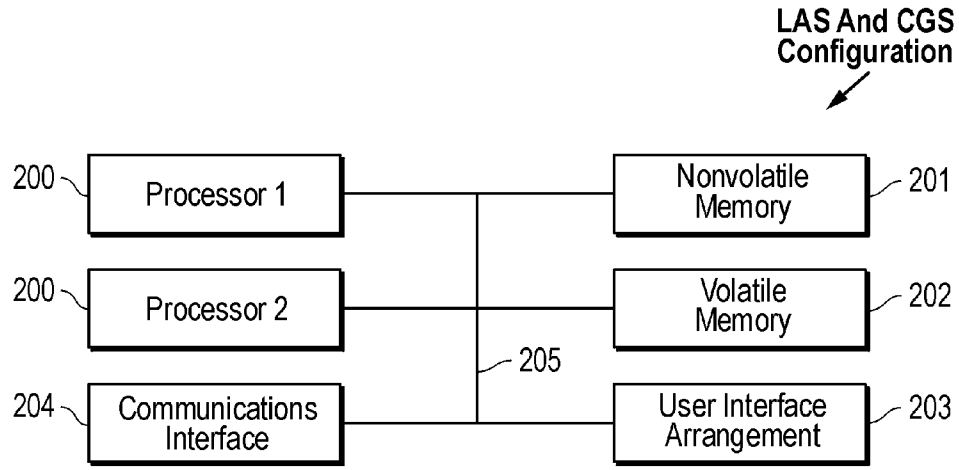 LAS And CGS
Configuration
200
Processor 1
Nonvolatile
Memory
201
200
Processor 2
Volatile
Memory
202
205
204
Communications
Interface
User Interface
Arrangement
203